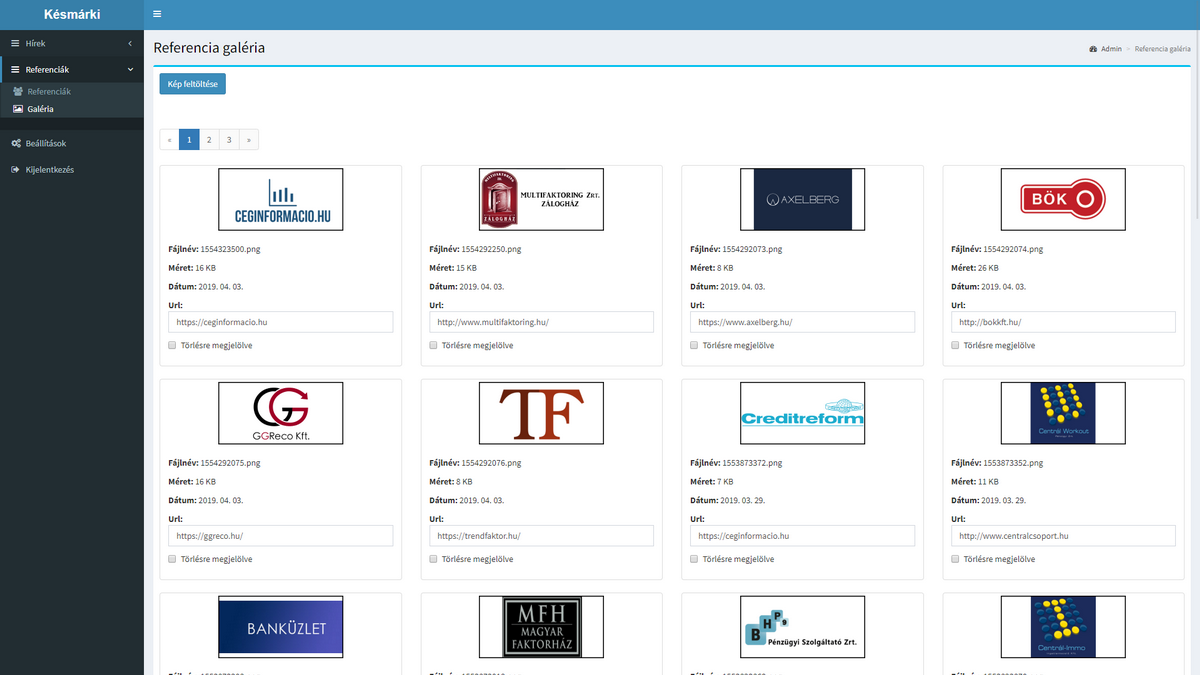 Késmárki
Hírek
Referenciák
Referenciák
Galéria
Beállítások
Kijelentkezés
Referencia galéria
Admin > Referencia galéria
Kép feltöltése
« 1 2 3 »
CEGINFORMACIO.HU
Fájlnév: 1554323500.png
Méret: 16 KB
Dátum: 2019. 04. 03.
Url:
https://ceginformacio.hu
Törlésre megjelölve
MULTIFAKTORING
ZÁLOGHÁZ
MULTIFAKTORING ZRT.
ZÁLOGHÁZ
Fájlnév: 1554292250.png
Méret: 15 KB
Dátum: 2019. 04. 03.
Url:
http://www.multifaktoring.hu/
Törlésre megjelölve
AXELBERG
Fájlnév: 1554292073.png
Méret: 8 KB
Dátum: 2019. 04. 03.
Url:
https://www.axelberg.hu/
Törlésre megjelölve
BÖK
Fájlnév: 1554292074.png
Méret: 26 KB
Dátum: 2019. 04. 03.
Url:
http://bokkft.hu/
Törlésre megjelölve
GGReco Kft.
Fájlnév: 1554292075.png
Méret: 16 KB
Dátum: 2019. 04. 03.
Url:
https://ggreco.hu/
Törlésre megjelölve
TF
Fájlnév: 1554292076.png
Méret: 8 KB
Dátum: 2019. 04. 03.
Url:
https://trendfaktor.hu/
Törlésre megjelölve
Creditreform
Fájlnév: 1553873372.png
Méret: 7 KB
Dátum: 2019. 03. 29.
Url:
https://ceginformacio.hu
Törlésre megjelölve
Centrál Workout
Fájlnév: 1553873352.png
Méret: 11 KB
Dátum: 2019. 03. 29.
Url:
http://www.centralcsoport.hu
Törlésre megjelölve
BANKÜZLET
MFH
MAGYAR
FAKTORHÁZ
BHPS
Pénzügyi Szolgáltató Zrt.
Centrál-Immo